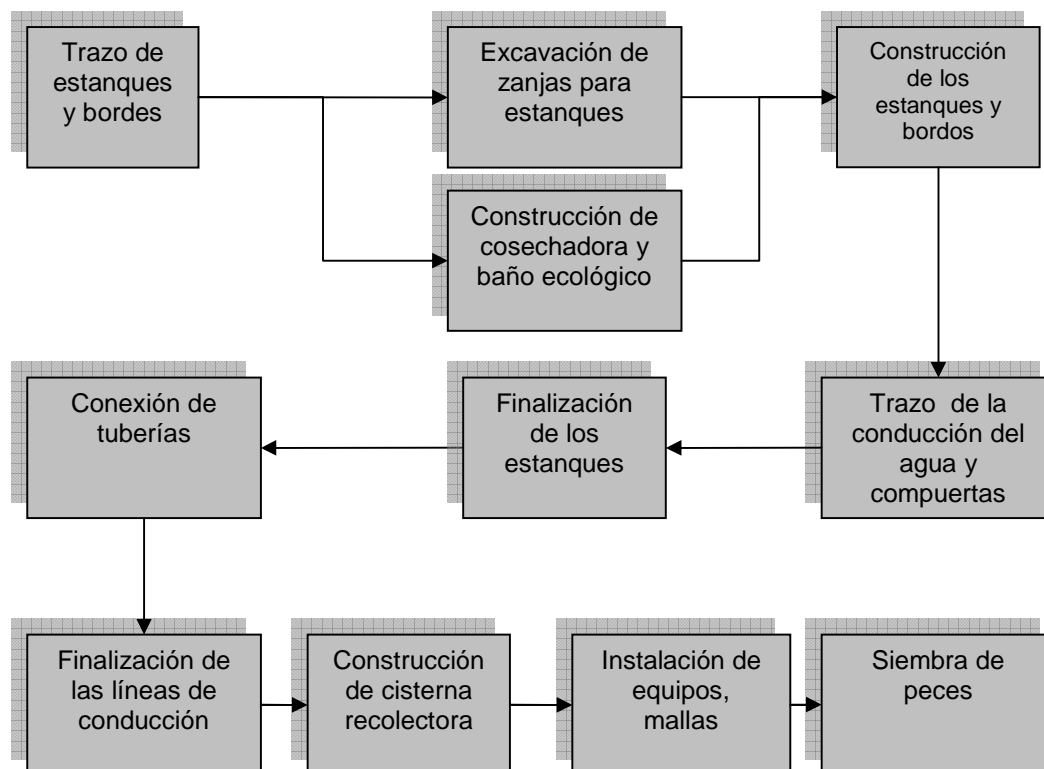 Trazo de
estanques
y bordes
Excavación de
zanjas para
estanques
Construcción
de los
estanques y
bordos
Construcción de
cosechadora y
baño ecológico
Conexión de
tuberías
Finalización
de los
estanques
Trazo  de la
conducción del
agua y
compuertas
Finalización de
las líneas de
conducción
Construcción
de cisterna
recolectora
Instalación de
equipos,
mallas
Siembra de
peces